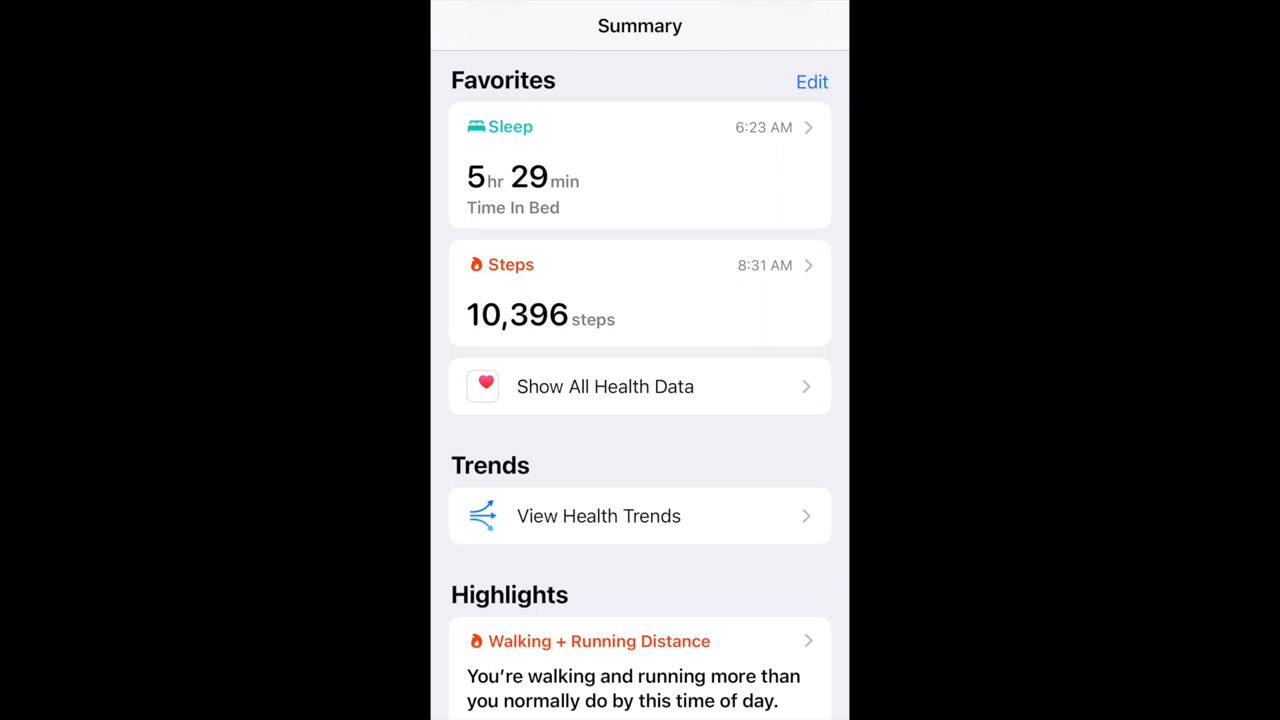 Summary
Favorites Edit
Sleep 6:23 AM
5 hr 29 min
Time In Bed
Steps 8:31 AM
10,396 steps
Show All Health Data
Trends
View Health Trends
Highlights
Walking + Running Distance
You’re walking and running more than
you normally do by this time of day.